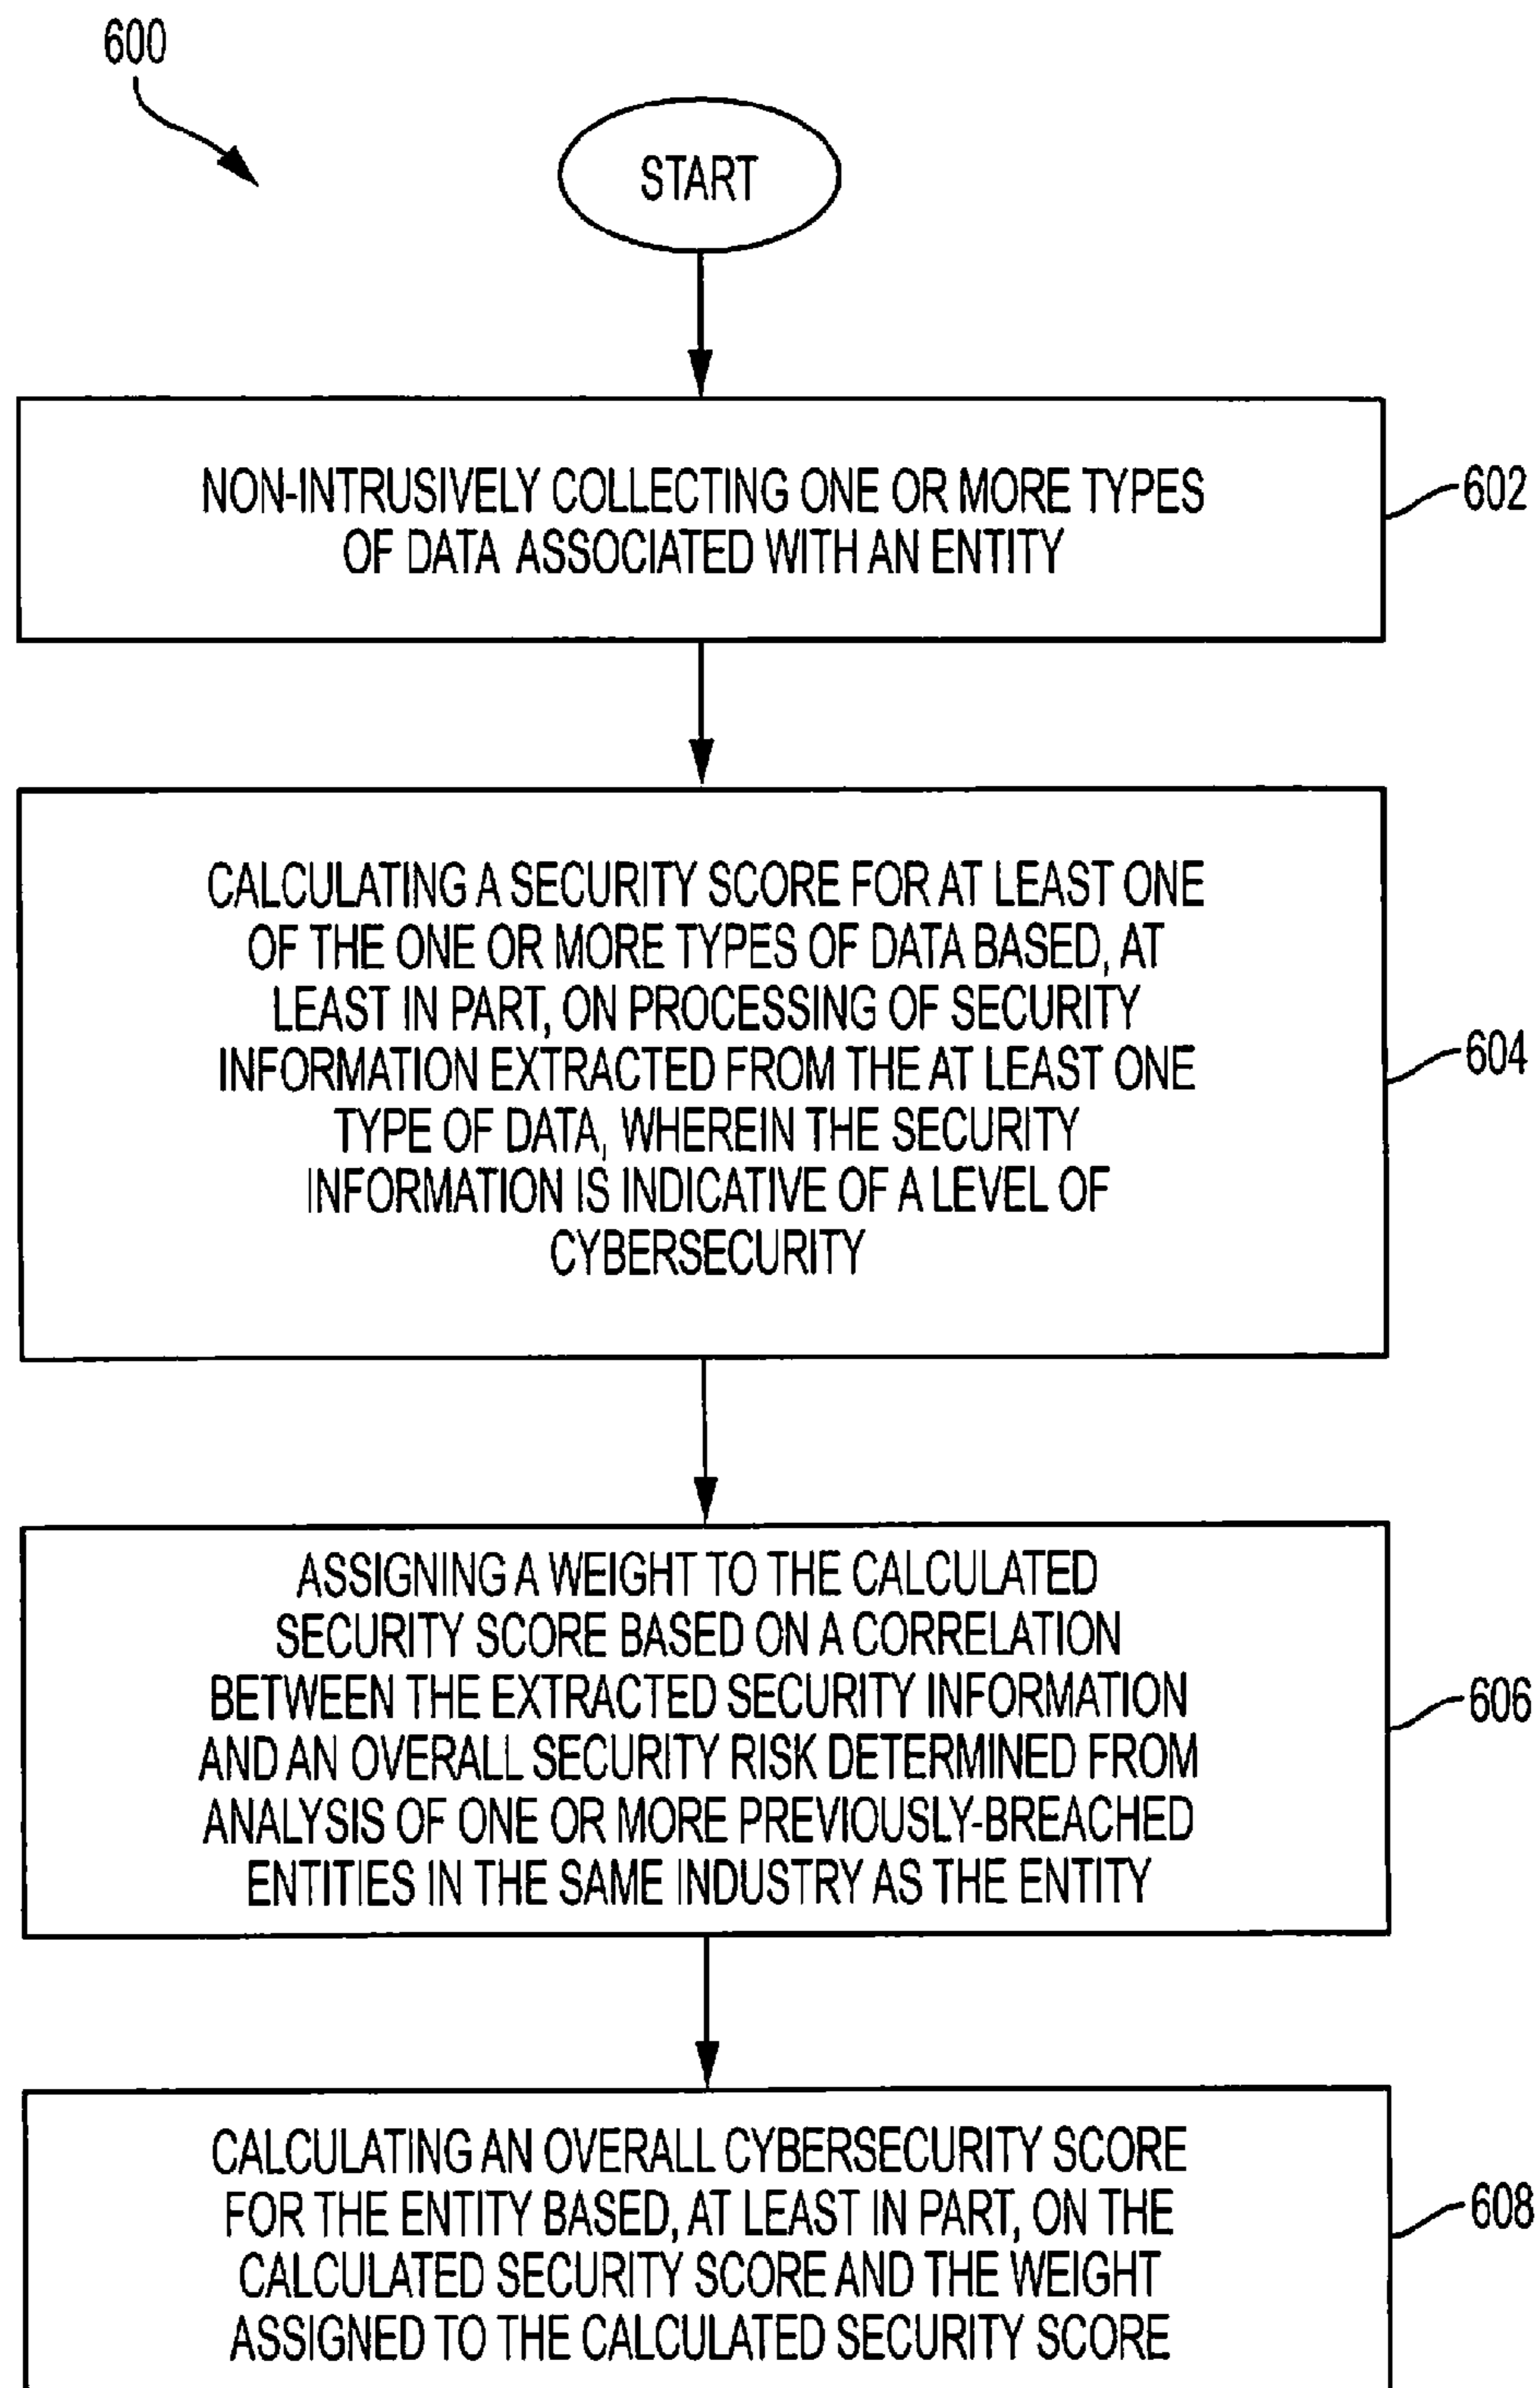 600
START
NON-INTRUSIVELY COLLECTING ONE OR MORE TYPES
OF DATA ASSOCIATED WITH AN ENTITY
602
CALCULATING A SECURITY SCORE FOR AT LEAST ONE
OF THE ONE OR MORE TYPES OF DATA BASED, AT
LEAST IN PART, ON PROCESSING OF SECURITY
INFORMATION EXTRACTED FROM THE AT LEAST ONE
TYPE OF DATA, WHEREIN THE SECURITY
INFORMATION IS INDICATIVE OF A LEVEL OF
CYBERSECURITY
604
ASSIGNING A WEIGHT TO THE CALCULATED
SECURITY SCORE BASED ON A CORRELATION
BETWEEN THE EXTRACTED SECURITY INFORMATION
AND AN OVERALL SECURITY RISK DETERMINED FROM
ANALYSIS OF ONE OR MORE PREVIOUSLY-BREACHED
ENTITIES IN THE SAME INDUSTRY AS THE ENTITY
606
CALCULATING AN OVERALL CYBERSECURITY SCORE
FOR THE ENTITY BASED, AT LEAST IN PART, ON THE
CALCULATED SECURITY SCORE AND THE WEIGHT
ASSIGNED TO THE CALCULATED SECURITY SCORE
608